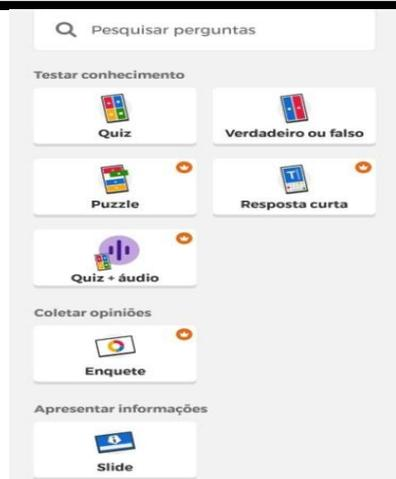 Pesquisar perguntas
Testar conhecimento
Quiz
Verdadeiro ou falso
Puzzle
Resposta curta
Quiz + áudio
Coletar opiniões
Enquete
Apresentar informações
Slide